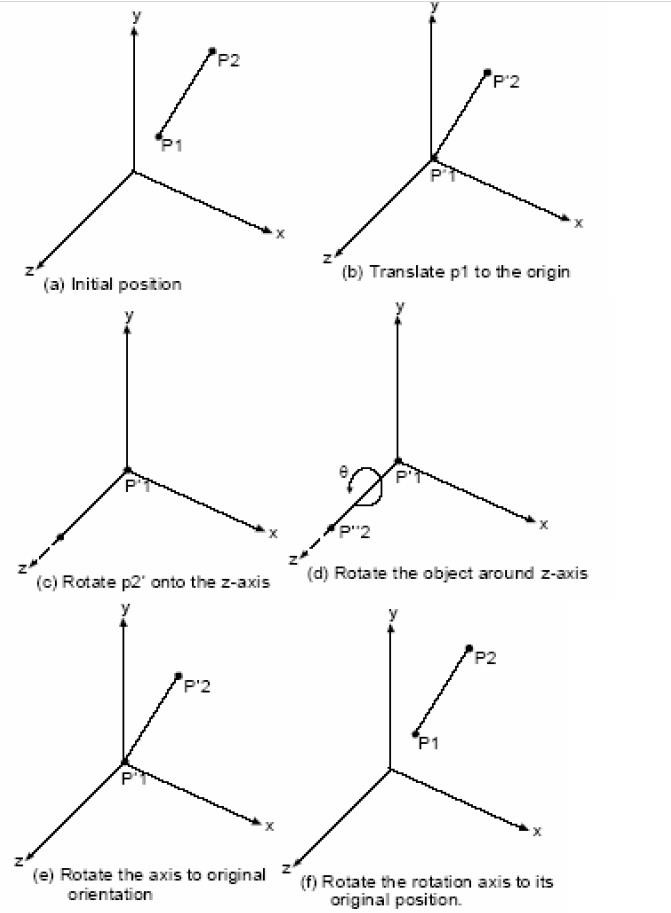 y
P2
P1
x
z
(a) Initial position
y
P'2
P'1
x
z
(b) Translate p1 to the origin
y
P'1
x
z
(c) Rotate p2' onto the z-axis
y
θ
P'1
P''2
x
z
(d) Rotate the object around z-axis
y
P'2
P'1
x
z
(e) Rotate the axis to original
orientation
y
P2
P1
x
z
(f) Rotate the rotation axis to its
original position.